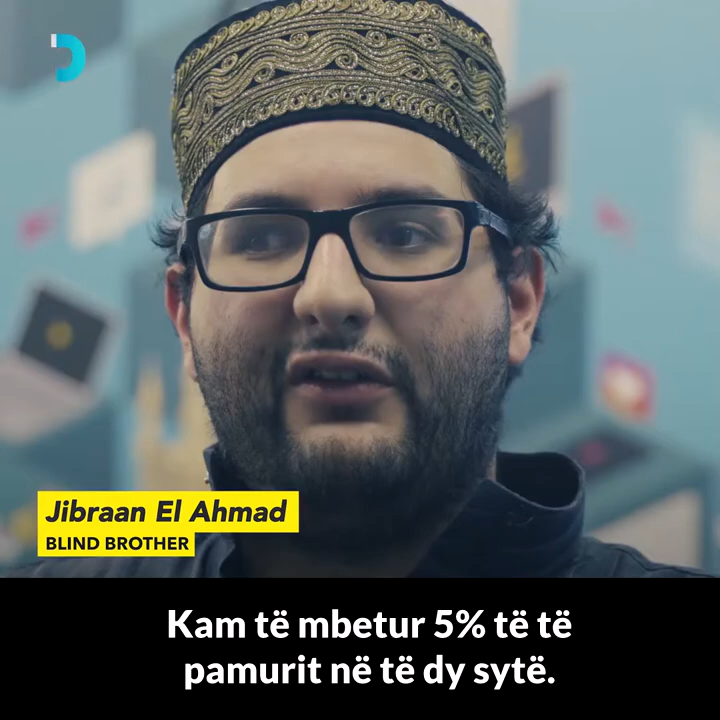 Jibraan El Ahmad
BLIND BROTHER
Kam të mbetur 5% të të
pamurit në të dy sytë.